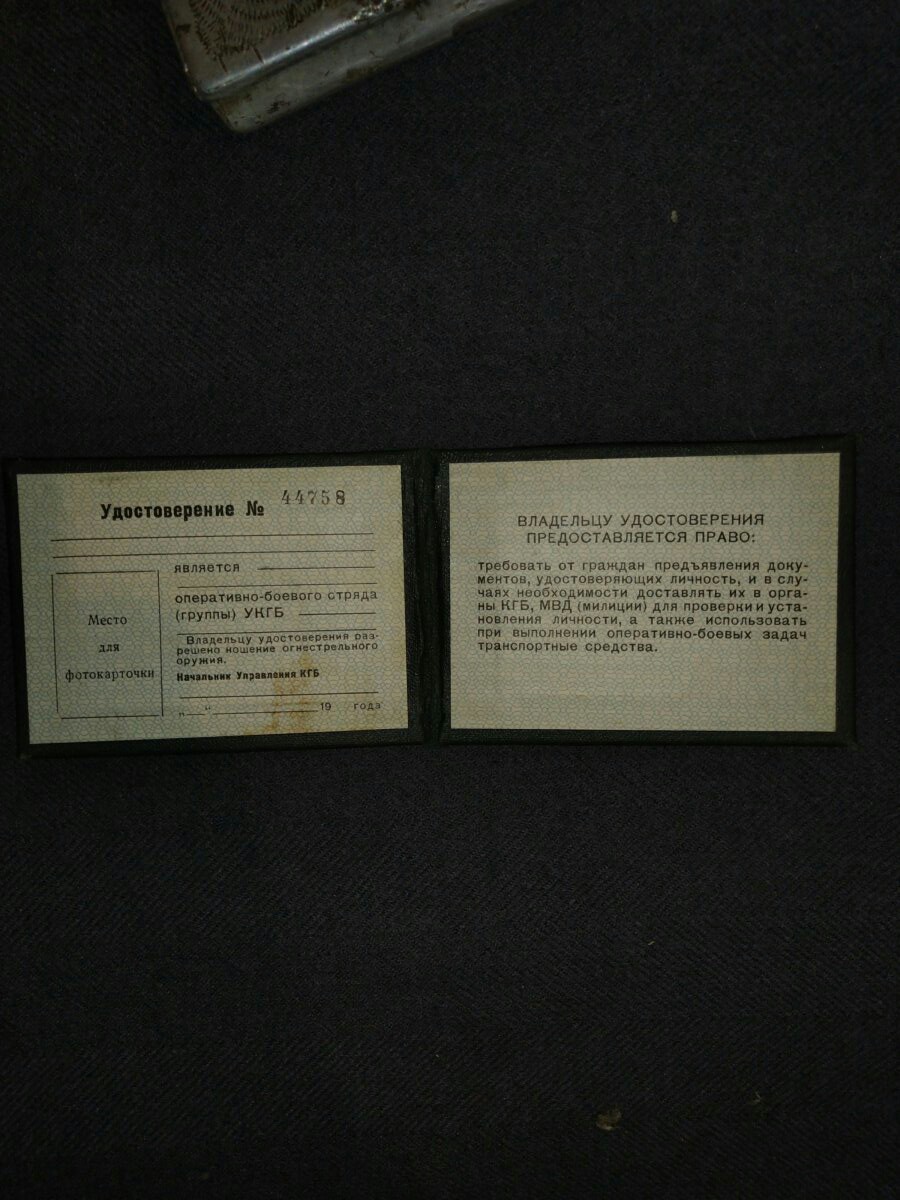 Удостоверение № 44758
является
оперативно-боевого отряда
(группы) УКГБ
Владельцу удостоверения раз-
решено ношение огнестрельного
оружия.
Начальник Управления КГБ
„ “ 19 года
Место
для
фотокарточки
ВЛАДЕЛЬЦУ УДОСТОВЕРЕНИЯ
ПРЕДОСТАВЛЯЕТСЯ ПРАВО:
требовать от граждан предъявления доку-
ментов, удостоверяющих личность, и в слу-
чаях необходимости доставлять их в орга-
ны КГБ, МВД (милиции) для проверки и уста-
новления личности, а также использовать
при выполнении оперативно-боевых задач
транспортные средства.